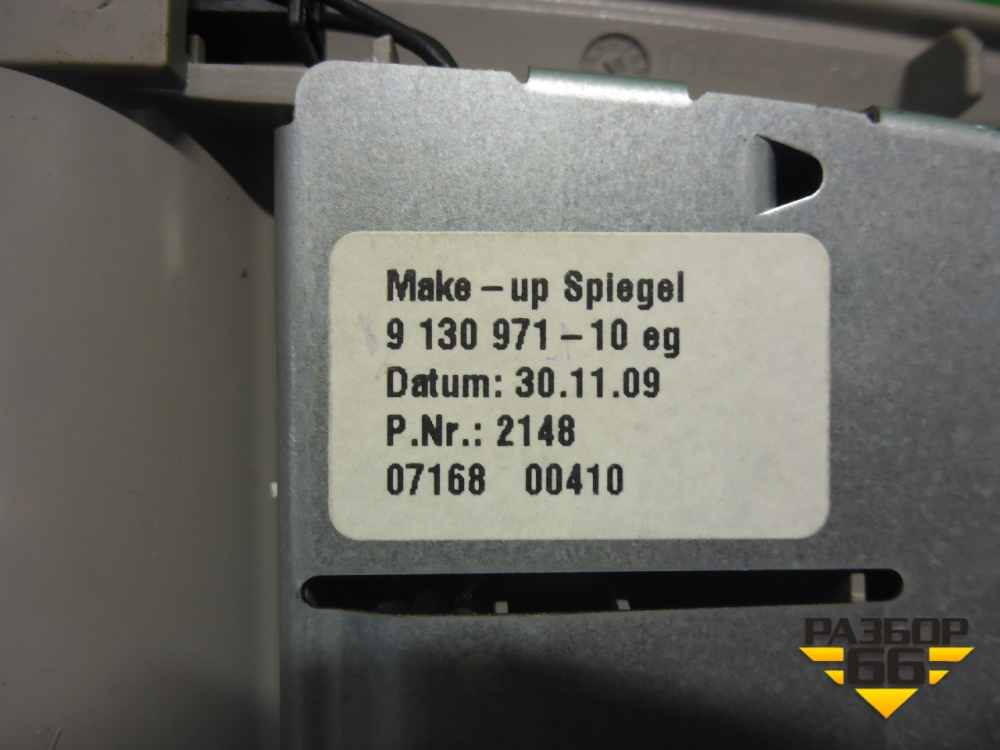 Make-up Spiegel
9 130 971-10 eg
Datum: 30.11.09
P.Nr.: 2148
07168 00410
РАЗБОР
66